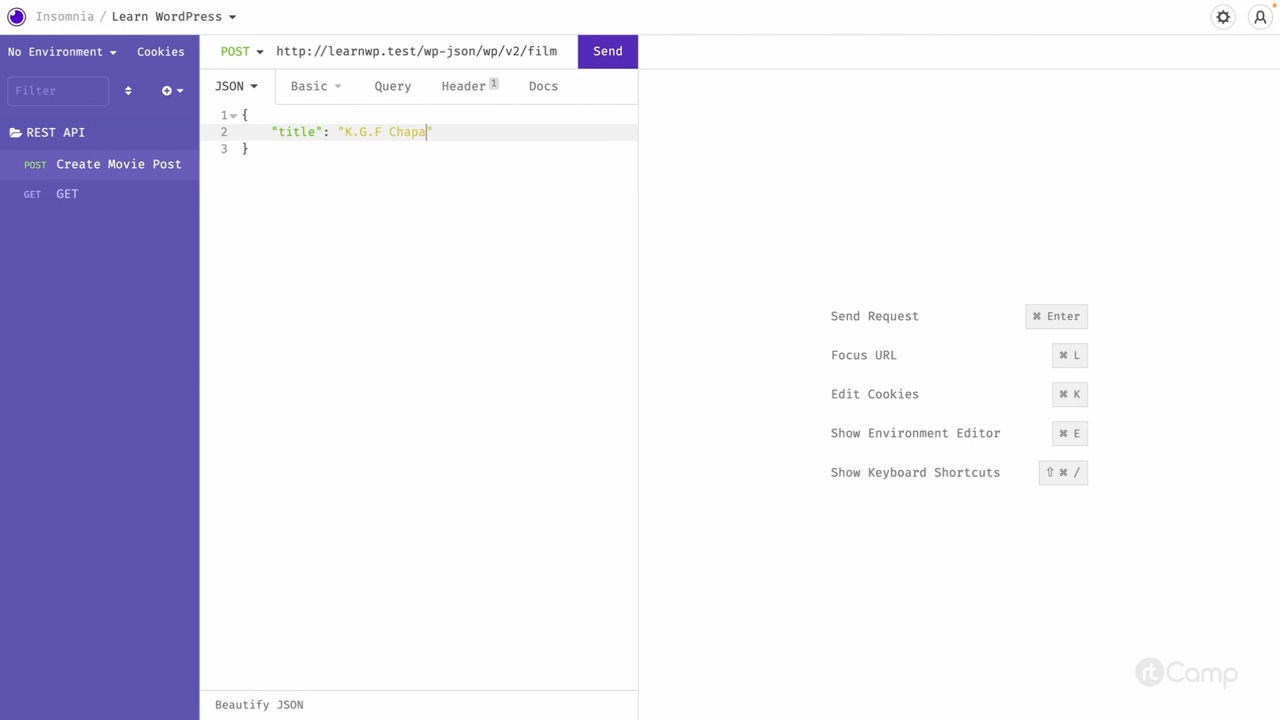 Insomnia / Learn WordPress
No Environment
Cookies
POST http://learnwp.test/wp-json/wp/v2/film
Send
Filter
JSON
Basic
Query
Header 1
Docs
REST API
POST Create Movie Post
GET GET
1 {
2 "title": "K.G.F Chapa"
3 }
Send Request ⌘ Enter
Focus URL ⌘ L
Edit Cookies ⌘ K
Show Environment Editor ⌘ E
Show Keyboard Shortcuts ⇧ ⌘ /
Beautify JSON
rtCamp